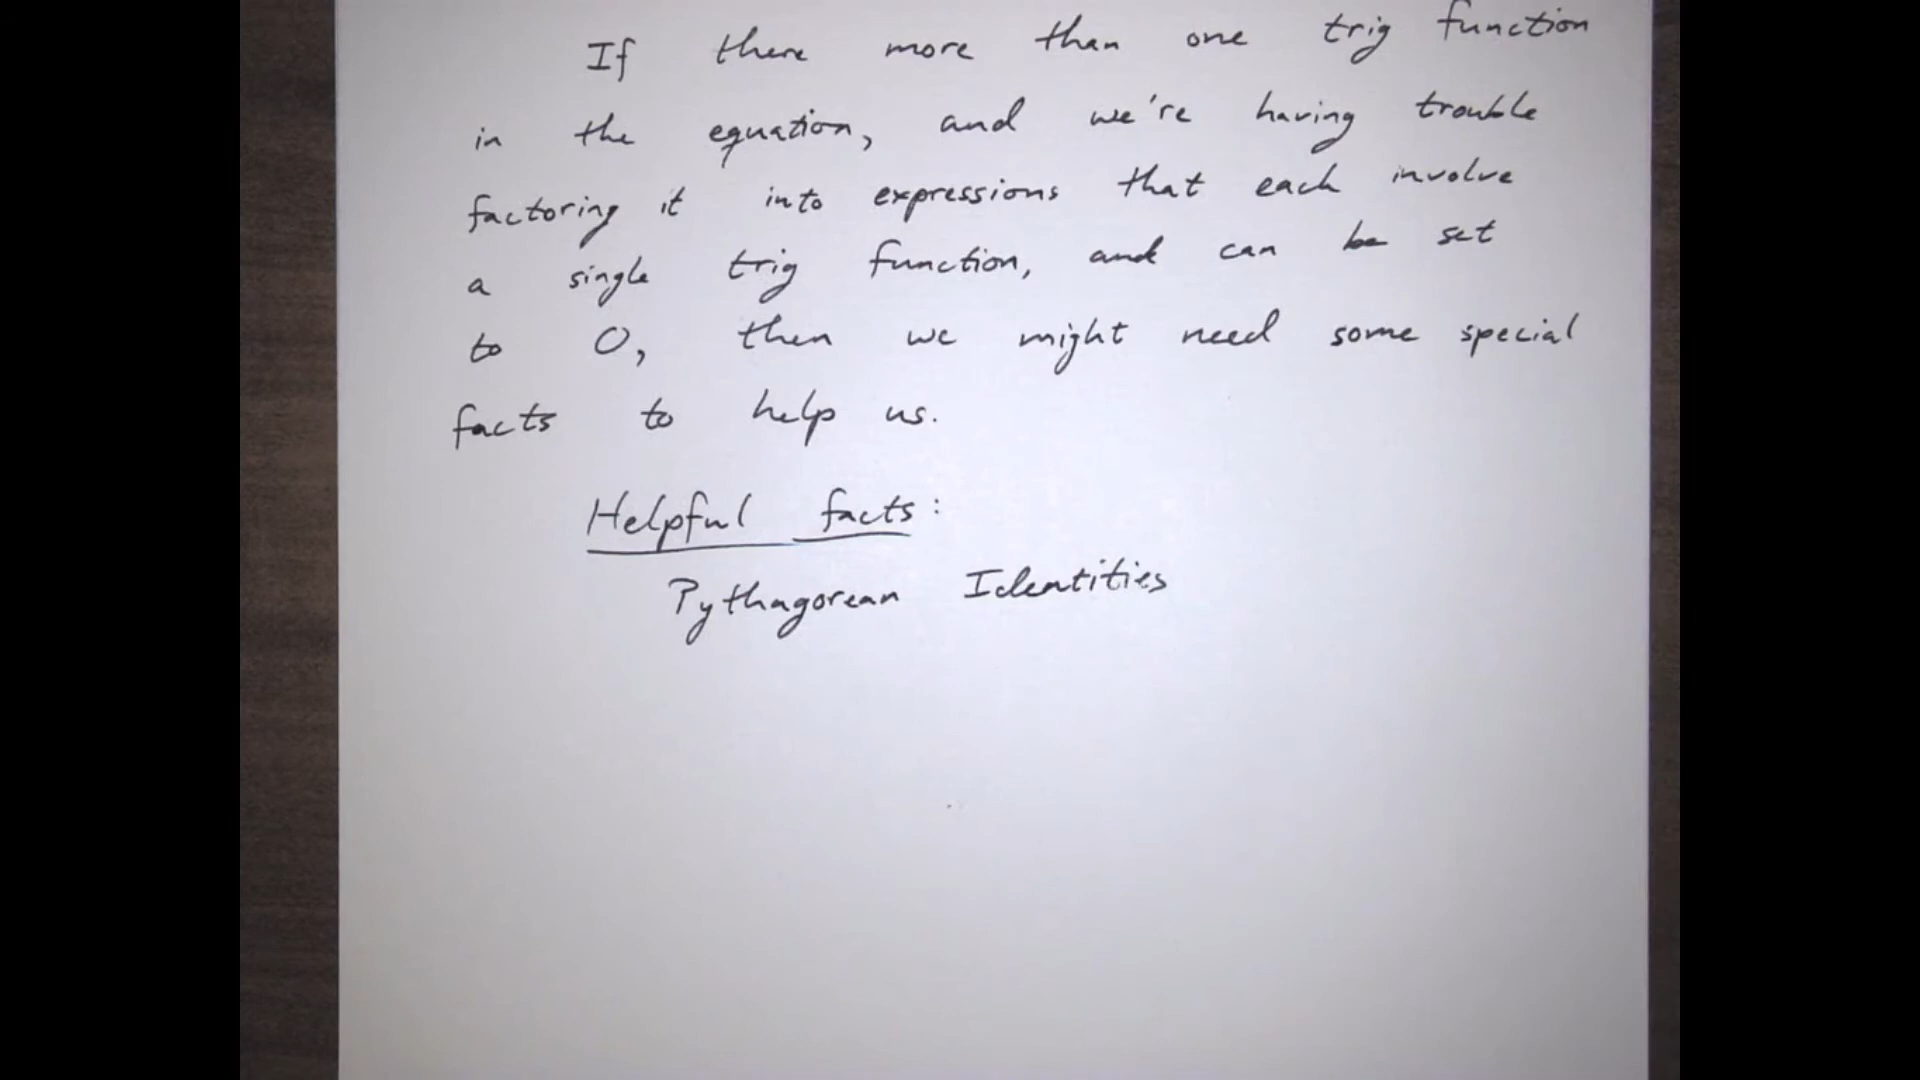 If there more than one trig function
in the equation, and we're having trouble
factoring it into expressions that each involve
a single trig function, and can be set
to 0, then we might need some special
facts to help us.
Helpful facts:
Pythagorean Identities